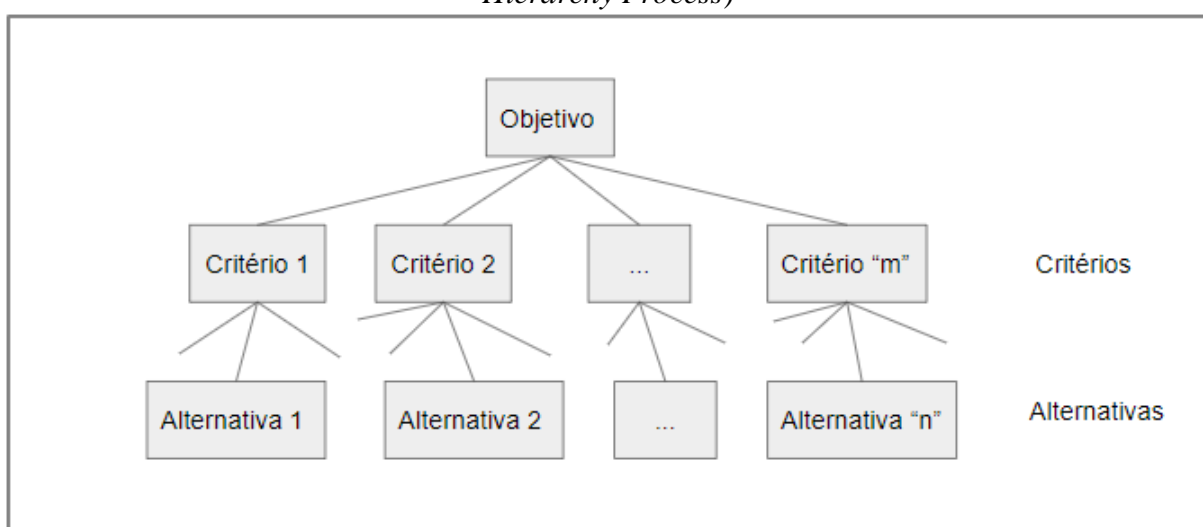 Hierarchy Process)
Objetivo
Critério 1 Critério 2 ... Critério “m” Critérios
Alternativa 1 Alternativa 2 ... Alternativa “n” Alternativas